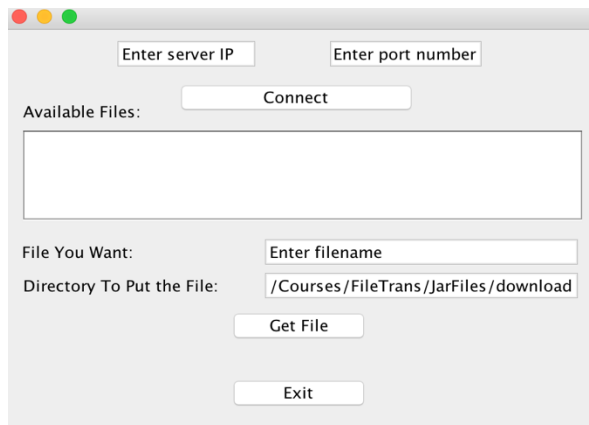 Enter server IP
Enter port number
Connect
Available Files:
File You Want:
Enter filename
Directory To Put the File:
/Courses/FileTrans/JarFiles/download
Get File
Exit